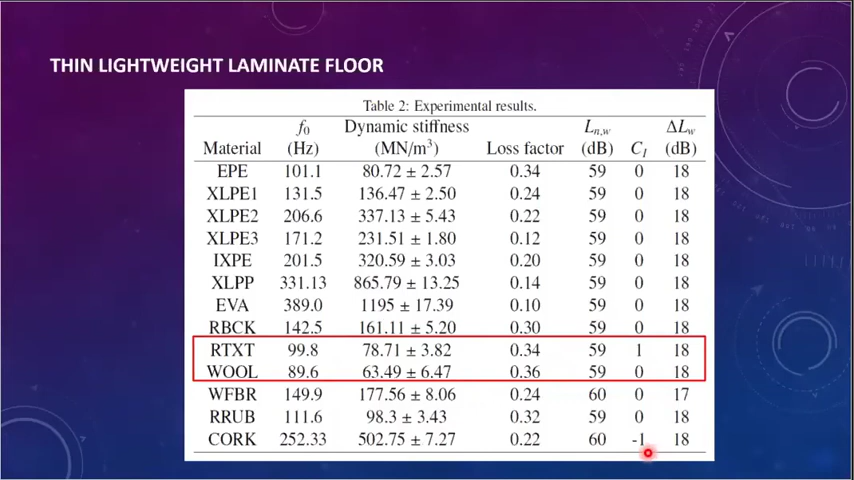 THIN LIGHTWEIGHT LAMINATE FLOOR
Table 2: Experimental results.
f0 Dynamic stiffness Ln,w ΔLw
Material (Hz) (MN/m³) Loss factor (dB) CI (dB)
EPE 101.1 80.72 ± 2.57 0.34 59 0 18
XLPE1 131.5 136.47 ± 2.50 0.24 59 0 18
XLPE2 206.6 337.13 ± 5.43 0.22 59 0 18
XLPE3 171.2 231.51 ± 1.80 0.12 59 0 18
IXPE 201.5 320.59 ± 3.03 0.20 59 0 18
XLPP 331.13 865.79 ± 13.25 0.14 59 0 18
EVA 389.0 1195 ± 17.39 0.10 59 0 18
RBCK 142.5 161.11 ± 5.20 0.30 59 0 18
RTXT 99.8 78.71 ± 3.82 0.34 59 1 18
WOOL 89.6 63.49 ± 6.47 0.36 59 0 18
WFBR 149.9 177.56 ± 8.06 0.24 60 0 17
RRUB 111.6 98.3 ± 3.43 0.32 59 0 18
CORK 252.33 502.75 ± 7.27 0.22 60 -1 18